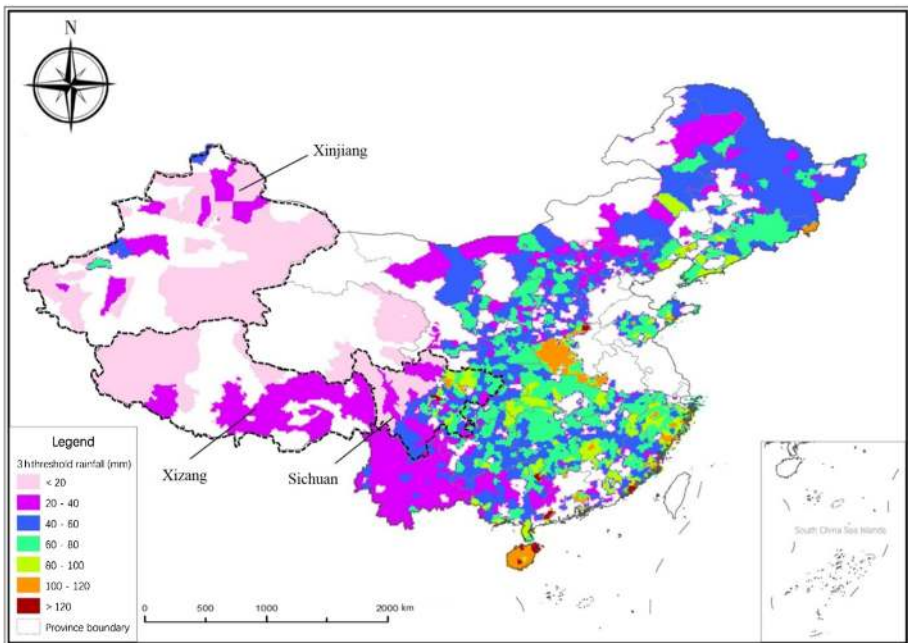 N
Xinjiang
Xizang
Sichuan
Legend
3 h threshold rainfall (mm)
< 20
20 - 40
40 - 60
60 - 80
80 - 100
100 - 120
> 120
Province boundary
0 500 1000 2000 km
South China Sea Islands